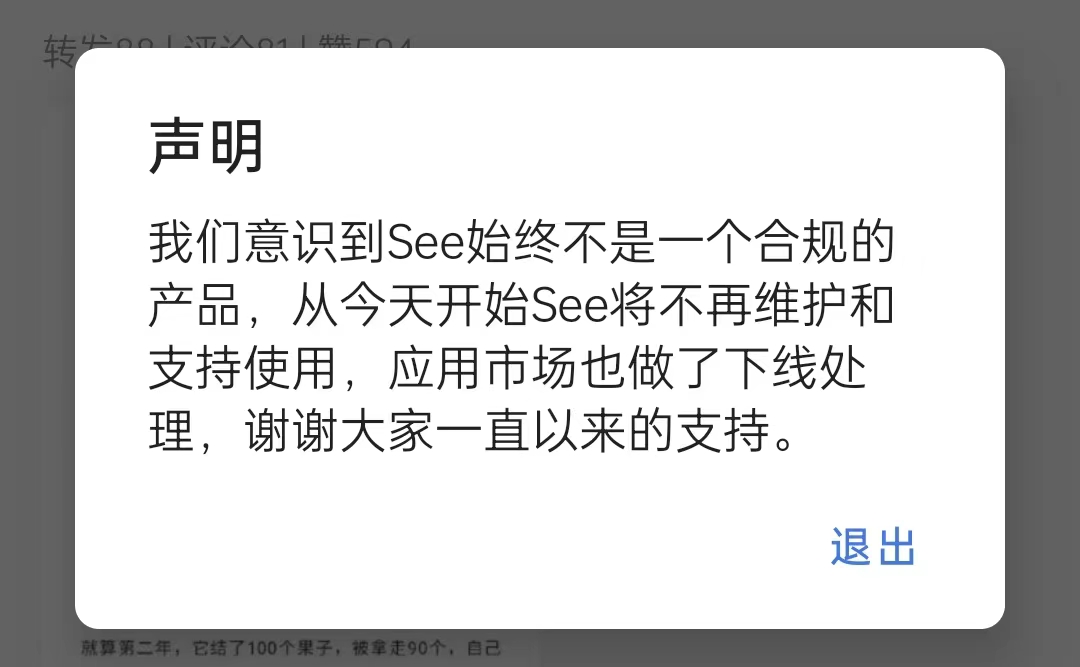 转发88 | 评论81 | 赞594
声明
我们意识到See始终不是一个合规的
产品，从今天开始See将不再维护和
支持使用，应用市场也做了下线处
理，谢谢大家一直以来的支持。
退出
就算第二年，它结了100个果子，被拿走90个，自己